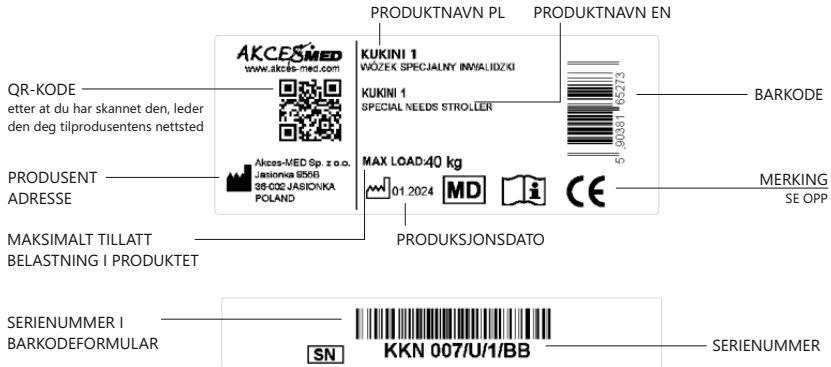 PRODUKTNAVN PL
PRODUKTNAVN EN
AKCESMED
www.akces-med.com
KUKINI 1
WÓZEK SPECJALNY INWALIDZKI
KUKINI 1
SPECIAL NEEDS STROLLER
QR-KODE
etter at du har skannet den, leder
den deg tilprodusentens nettsted
5 90381 65273
BARKODE
PRODUSENT
ADRESSE
Akces-MED Sp. z o.o.
Jasionka 955B
36-002 JASIONKA
POLAND
MAX LOAD:40 kg
01.2024
MD
i
CE
MERKING
SE OPP
MAKSIMALT TILLATT
BELASTNING I PRODUKTET
PRODUKSJONSDATO
SERIENUMMER I
BARKODEFORMULAR
SN
KKN 007/U/1/BB
SERIENUMMER